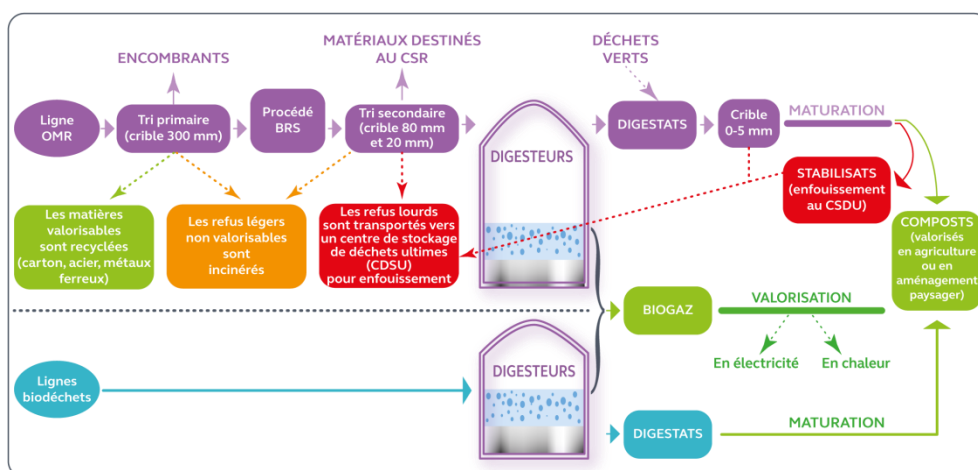 ENCOMBRANTS
MATÉRIAUX DESTINÉS
AU CSR
DÉCHETS
VERTS
Ligne
OMR
Tri primaire
(crible 300 mm)
Procédé
BRS
Tri secondaire
(crible 80 mm
et 20 mm)
DIGESTEURS
DIGESTATS
Crible
0-5 mm
MATURATION
Les matières
valorisables
sont recyclées
(carton, acier, métaux
ferreux)
Les refus légers
non valorisables
sont
incinérés
Les refus lourds
sont transportés vers
un centre de stockage
de déchets ultimes
(CDSU)
pour enfouissement
STABILISATS
(enfouissement
au CSDU)
COMPOSTS
(valorisés
en agriculture
ou en
aménagement
paysager)
BIOGAZ
VALORISATION
En électricité
En chaleur
Lignes
biodéchets
DIGESTEURS
DIGESTATS
MATURATION